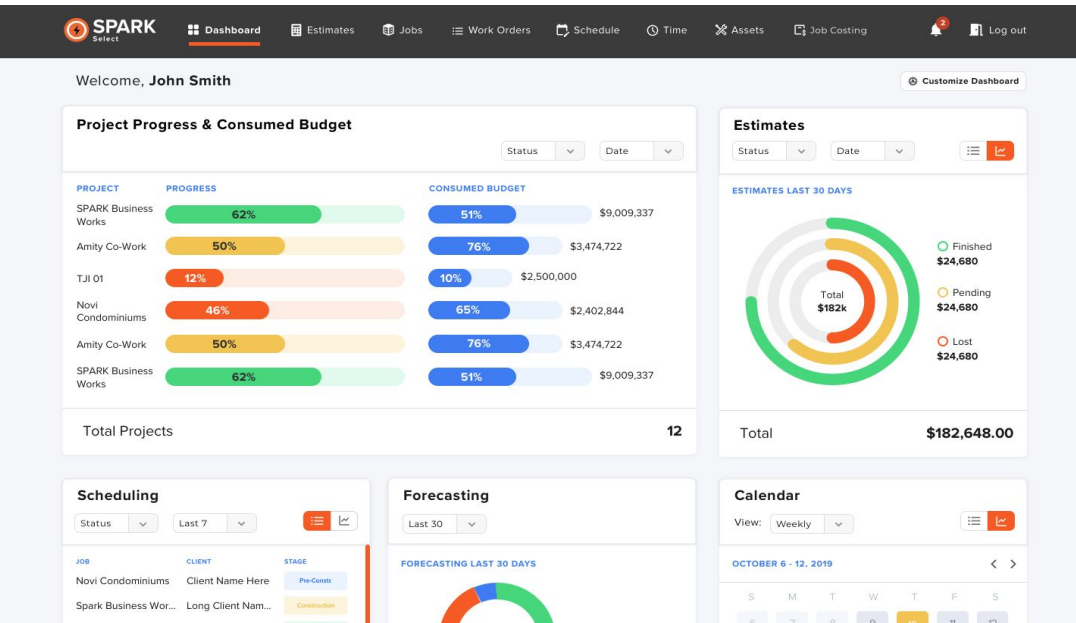 SPARK
Select
Dashboard
Estimates
Jobs
Work Orders
Schedule
Time
Assets
Job Costing
2
Log out
Welcome, John Smith
Customize Dashboard
Project Progress & Consumed Budget
Status
Date
PROJECT
PROGRESS
CONSUMED BUDGET
SPARK Business
Works
62%
51%
$9,009,337
Amity Co-Work
50%
76%
$3,474,722
TJI 01
12%
10%
$2,500,000
Novi
Condominiums
46%
65%
$2,402,844
Amity Co-Work
50%
76%
$3,474,722
SPARK Business
Works
62%
51%
$9,009,337
Total Projects
12
Estimates
Status
Date
ESTIMATES LAST 30 DAYS
Total
$182k
Finished
$24,680
Pending
$24,680
Lost
$24,680
Total
$182,648.00
Scheduling
Status
Last 7
JOB
CLIENT
STAGE
Novi Condominiums
Client Name Here
Pre-Consts
Spark Business Wor...
Long Client Nam...
Construction
Forecasting
Last 30
FORECASTING LAST 30 DAYS
Calendar
View:
Weekly
OCTOBER 6 - 12, 2019
S
M
T
W
T
F
S